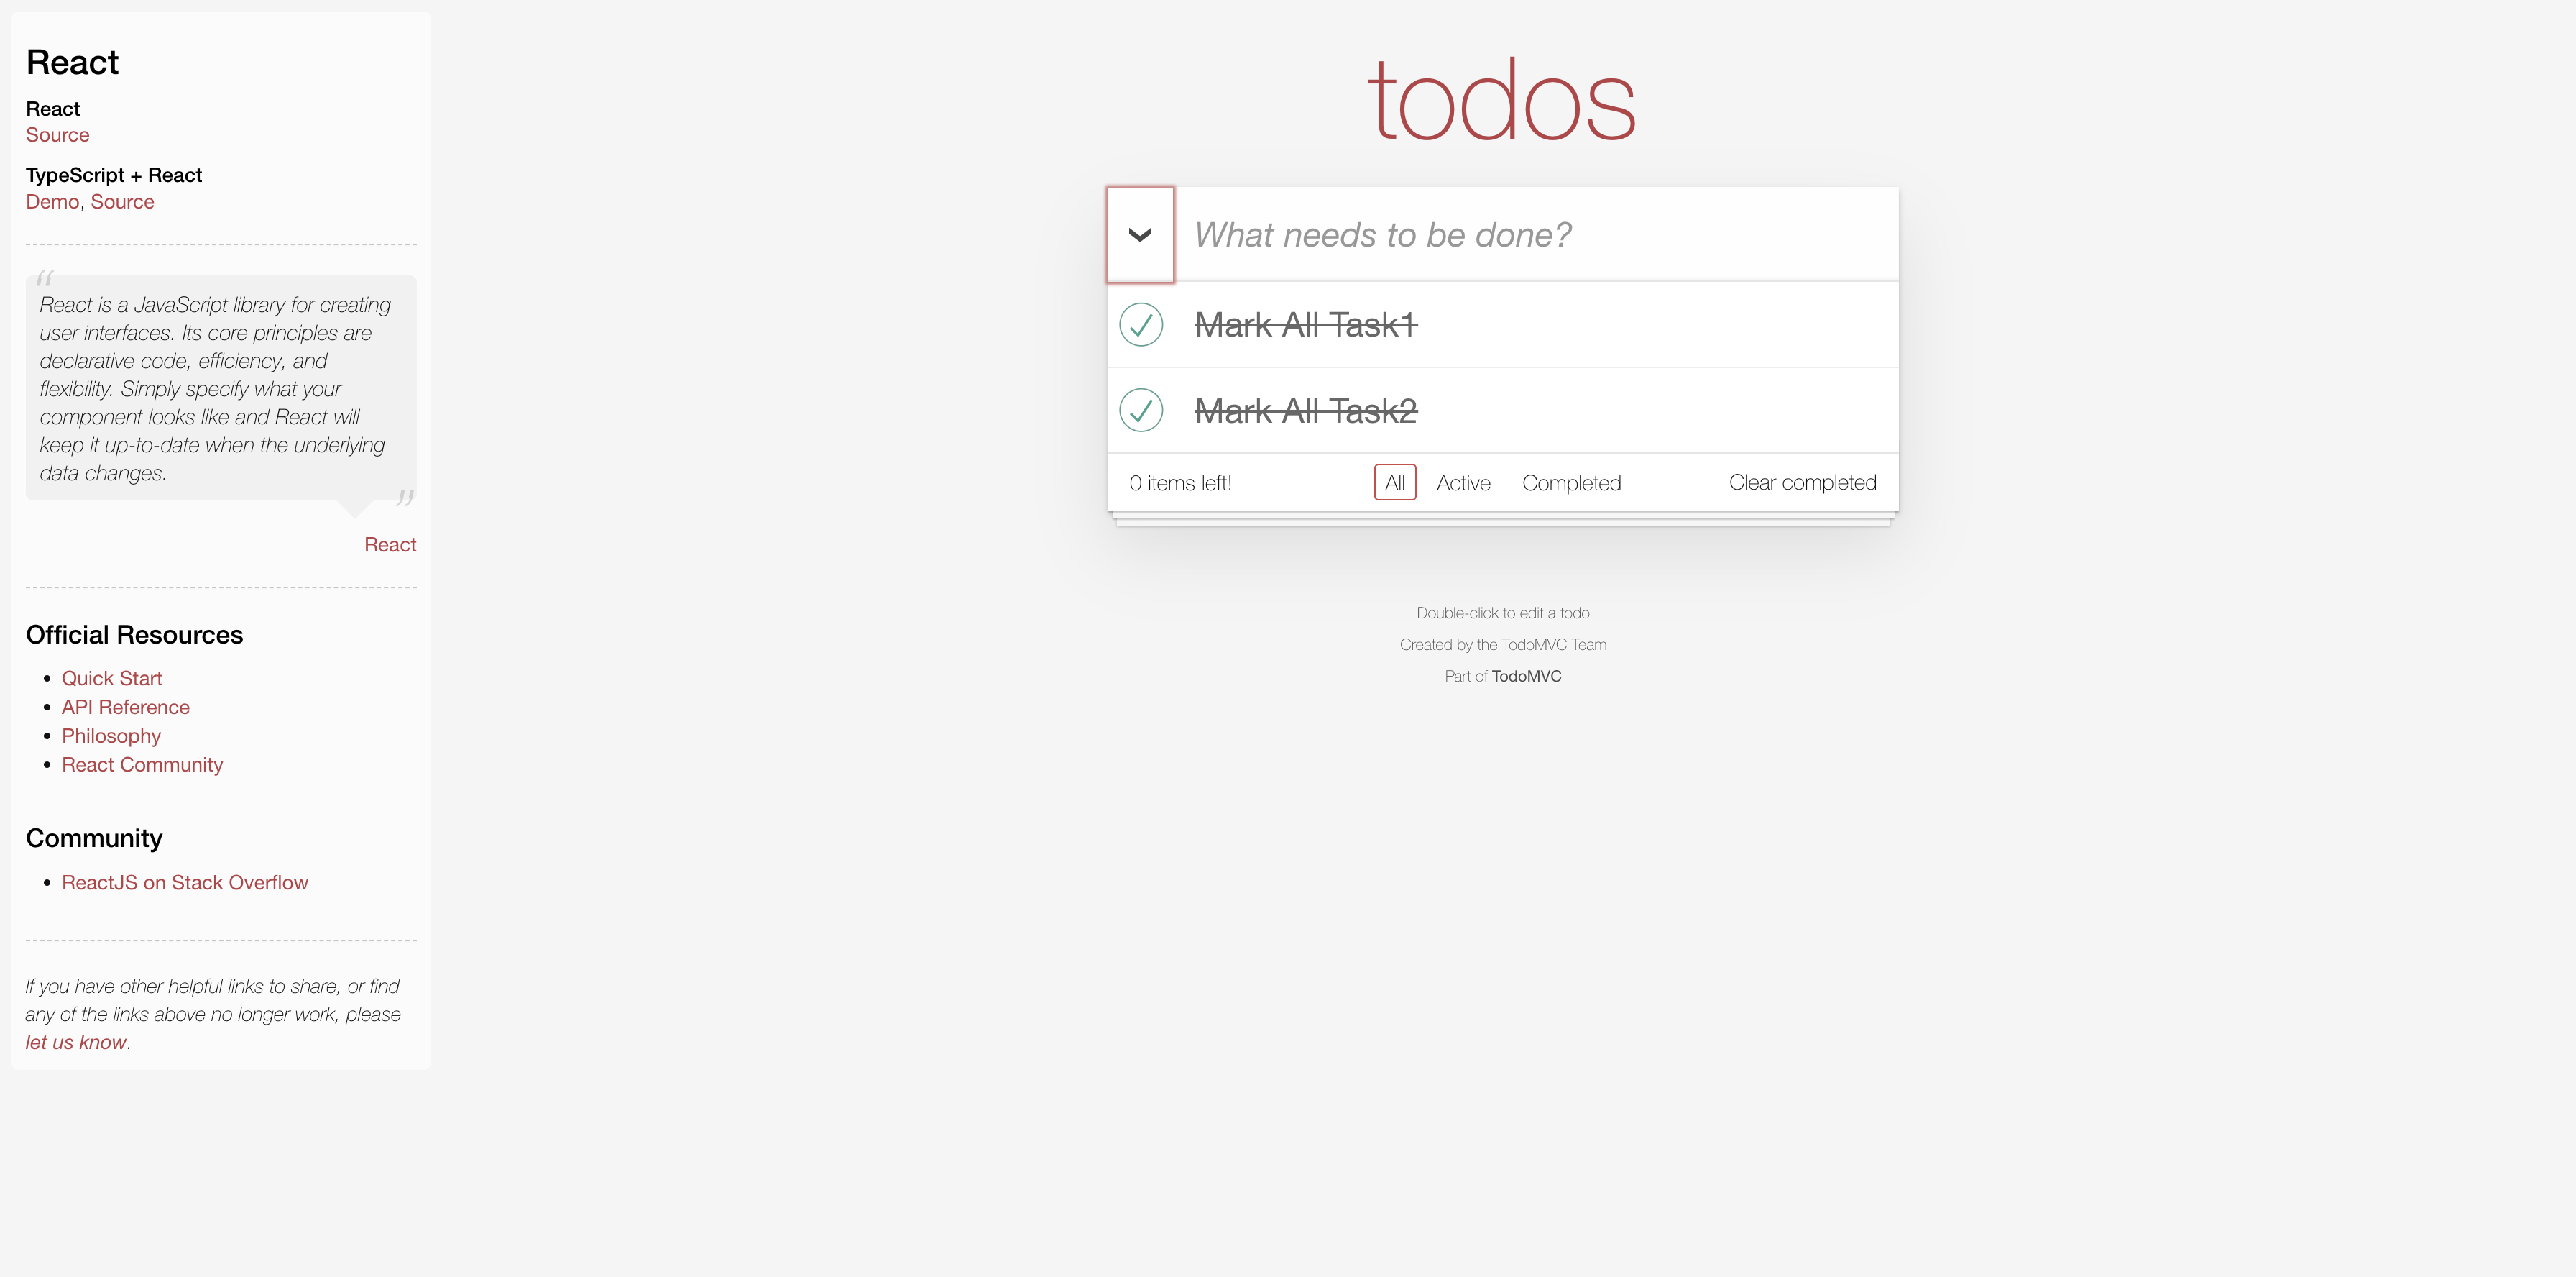 React
React
Source
TypeScript + React
Demo, Source
“
React is a JavaScript library for creating
user interfaces. Its core principles are
declarative code, efficiency, and
flexibility. Simply specify what your
component looks like and React will
keep it up-to-date when the underlying
data changes.
”
React
Official Resources
• Quick Start
• API Reference
• Philosophy
• React Community
Community
• ReactJS on Stack Overflow
If you have other helpful links to share, or find
any of the links above no longer work, please
let us know.
todos
What needs to be done?
Mark All Task1
Mark All Task2
0 items left! All Active Completed Clear completed
Double-click to edit a todo
Created by the TodoMVC Team
Part of TodoMVC